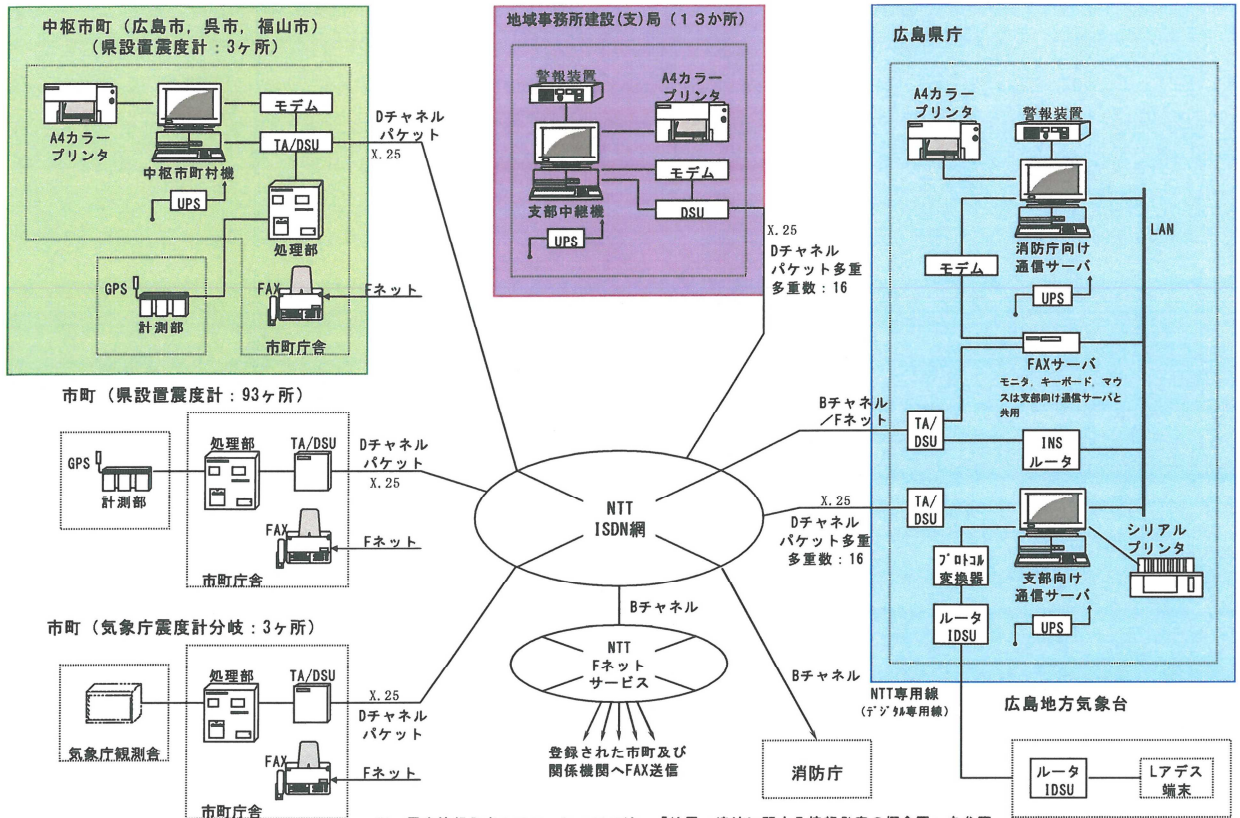 中枢市町（広島市，呉市，福山市）
（県設置震度計：3ヶ所）
A4カラー
プリンタ
中枢市町村機
モデム
TA/DSU
UPS
処理部
GPS
計測部
FAX
Fネット
市町庁舎
Dチャネル
パケット
X.25
地域事務所建設(支)局（１３か所）
警報装置
A4カラー
プリンタ
支部中継機
モデム
DSU
UPS
X.25
Dチャネル
パケット多重
多重数：16
広島県庁
A4カラー
プリンタ
警報装置
消防庁向け
通信サーバ
LAN
モデム
UPS
FAXサーバ
モニタ，キーボード，マウ
スは支部向け通信サーバと
共用
Bチャネル
／Fネット
TA/
DSU
INS
ルータ
X.25
Dチャネル
パケット多重
多重数：16
TA/
DSU
プロトコル
変換器
支部向け
通信サーバ
シリアル
プリンタ
ルータ
IDSU
UPS
市町（県設置震度計：93ヶ所）
GPS
計測部
処理部
TA/DSU
Dチャネル
パケット
X.25
FAX
Fネット
市町庁舎
NTT
ISDN網
市町（気象庁震度計分岐：3ヶ所）
気象庁観測舎
処理部
TA/DSU
X.25
Dチャネル
パケット
FAX
Fネット
市町庁舎
Bチャネル
NTT
Fネット
サービス
登録された市町及び
関係機関へFAX送信
Bチャネル
消防庁
NTT専用線
（デジタル専用線）
広島地方気象台
ルータ
IDSU
Lアデス
端末